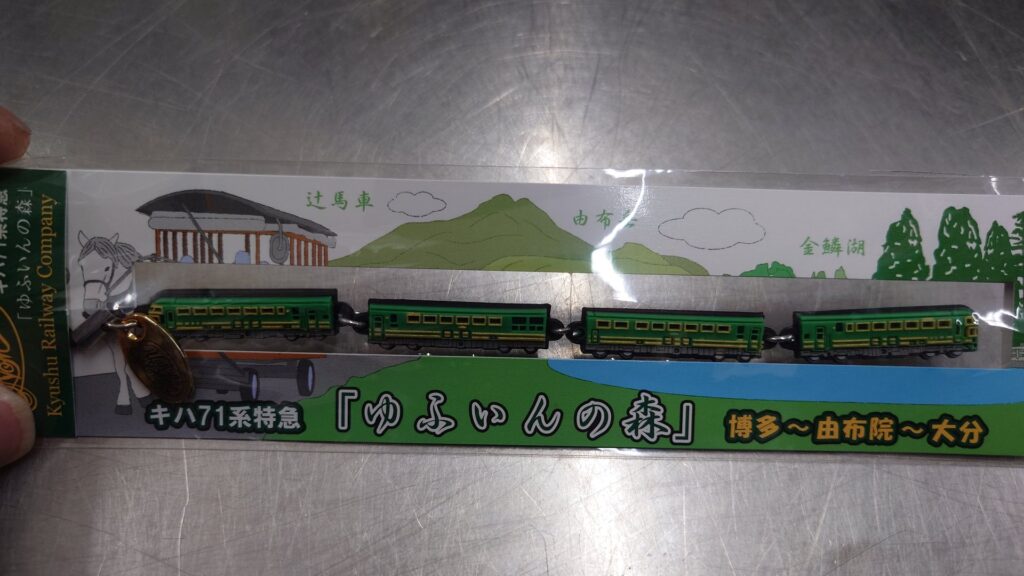 キハ71系特急
「ゆふいんの森」
Kyushu Railway Company
辻馬車
由布
金鱗湖
キハ71系特急
「ゆふいんの森」
博多～由布院～大分